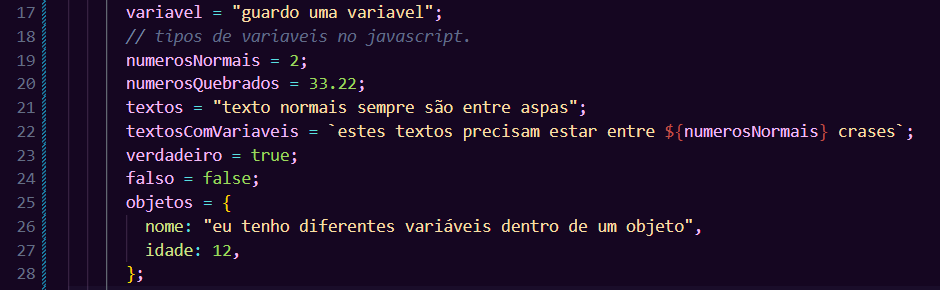 17 variavel = "guardo uma variavel";
18 // tipos de variaveis no javascript.
19 numerosNormais = 2;
20 numerosQuebrados = 33.22;
21 textos = "texto normais sempre são entre aspas";
22 textosComVariaveis = `estes textos precisam estar entre ${numerosNormais} crases`;
23 verdadeiro = true;
24 falso = false;
25 objetos = {
26 nome: "eu tenho diferentes variáveis dentro de um objeto",
27 idade: 12,
28 };